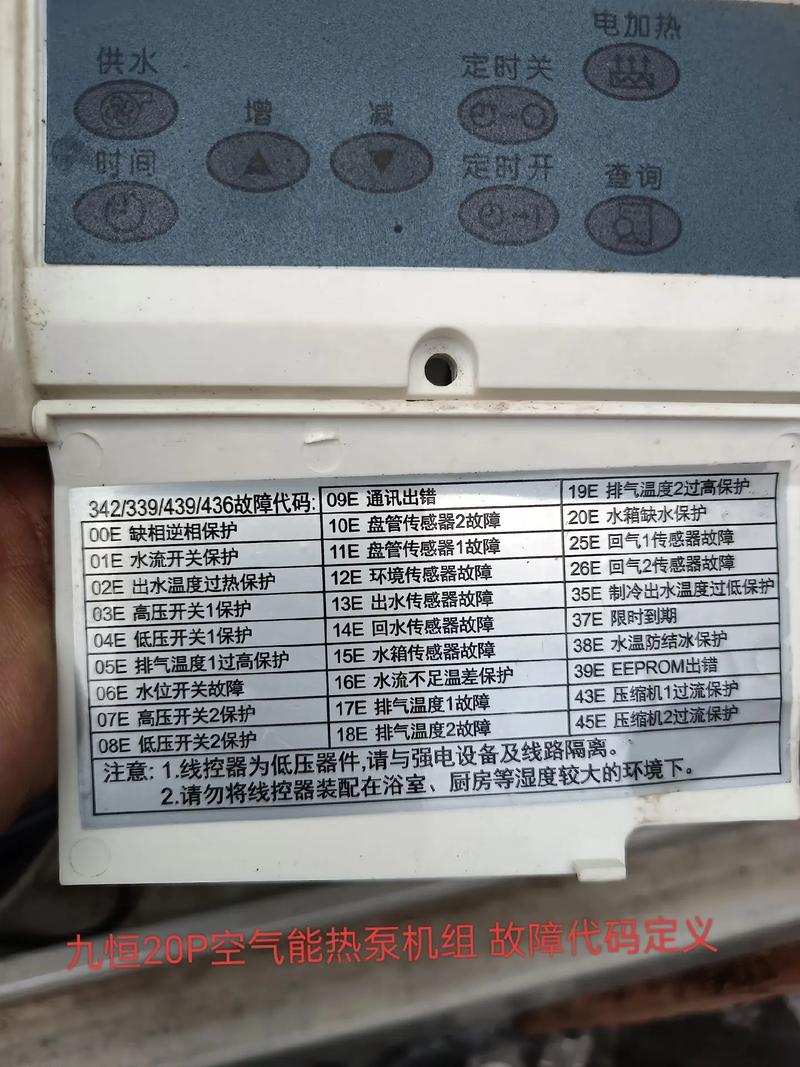 电加热
供水
定时关
增
减
时间
定时开
查询
342/339/439/436故障代码:
00E 缺相逆相保护
01E 水流开关保护
02E 出水温度过热保护
03E 高压开关1保护
04E 低压开关1保护
05E 排气温度1过高保护
06E 水位开关故障
07E 高压开关2保护
08E 低压开关2保护
09E 通讯出错
10E 盘管传感器2故障
11E 盘管传感器1故障
12E 环境传感器故障
13E 出水传感器故障
14E 回水传感器故障
15E 水箱传感器故障
16E 水流不足温差保护
17E 排气温度1故障
18E 排气温度2故障
19E 排气温度2过高保护
20E 水箱缺水保护
25E 回气1传感器故障
26E 回气2传感器故障
35E 制冷出水温度过低保护
37E 限时到期
38E 水温防结冰保护
39E EEPROM出错
43E 压缩机1过流保护
45E 压缩机2过流保护
注意: 1.线控器为低压器件,请与强电设备及线路隔离。
2.请勿将线控器装配在浴室、厨房等湿度较大的环境下。
九恒20P空气能热泵机组 故障代码定义